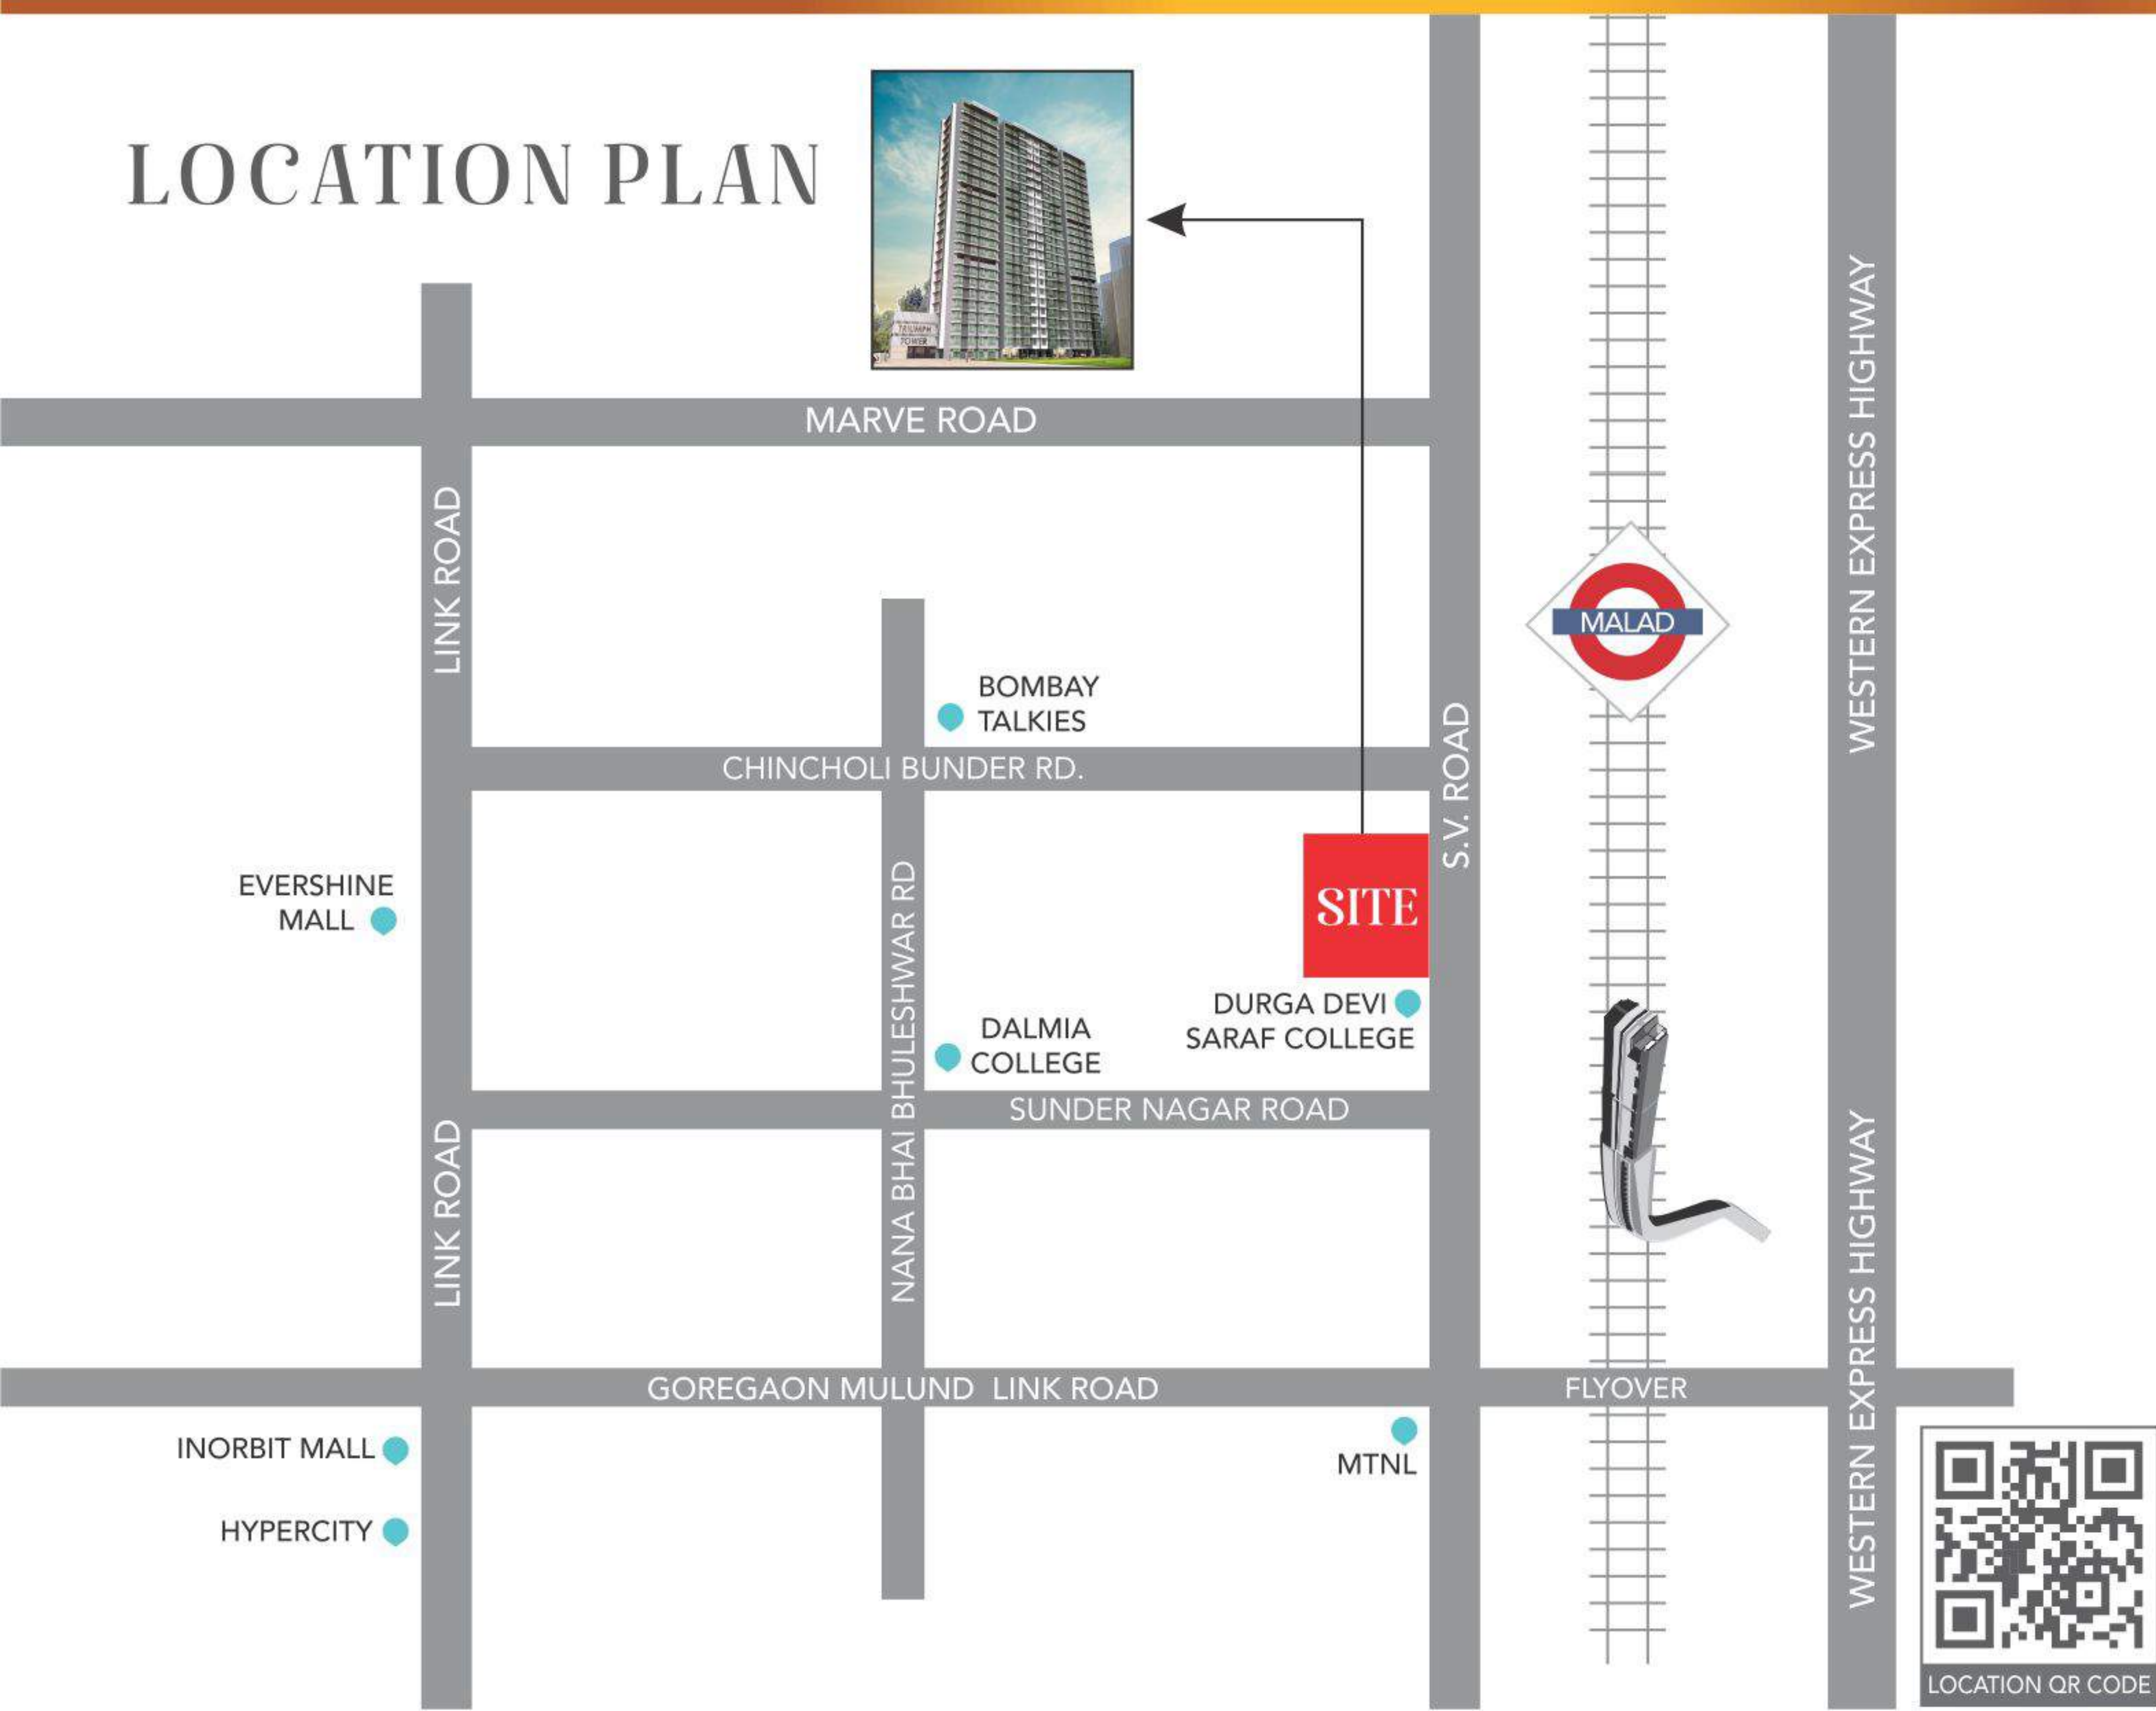 LOCATION PLAN
TRIUMPH
TOWER
MARVE ROAD
LINK ROAD
WESTERN EXPRESS HIGHWAY
MALAD
BOMBAY
TALKIES
CHINCHOLI BUNDER RD.
S.V. ROAD
EVERSHINE
MALL
SITE
NANA BHAI BHULESHWAR RD
DURGA DEVI
SARAF COLLEGE
DALMIA
COLLEGE
SUNDER NAGAR ROAD
LINK ROAD
WESTERN EXPRESS HIGHWAY
GOREGAON MULUND LINK ROAD
FLYOVER
INORBIT MALL
MTNL
HYPERCITY
LOCATION QR CODE